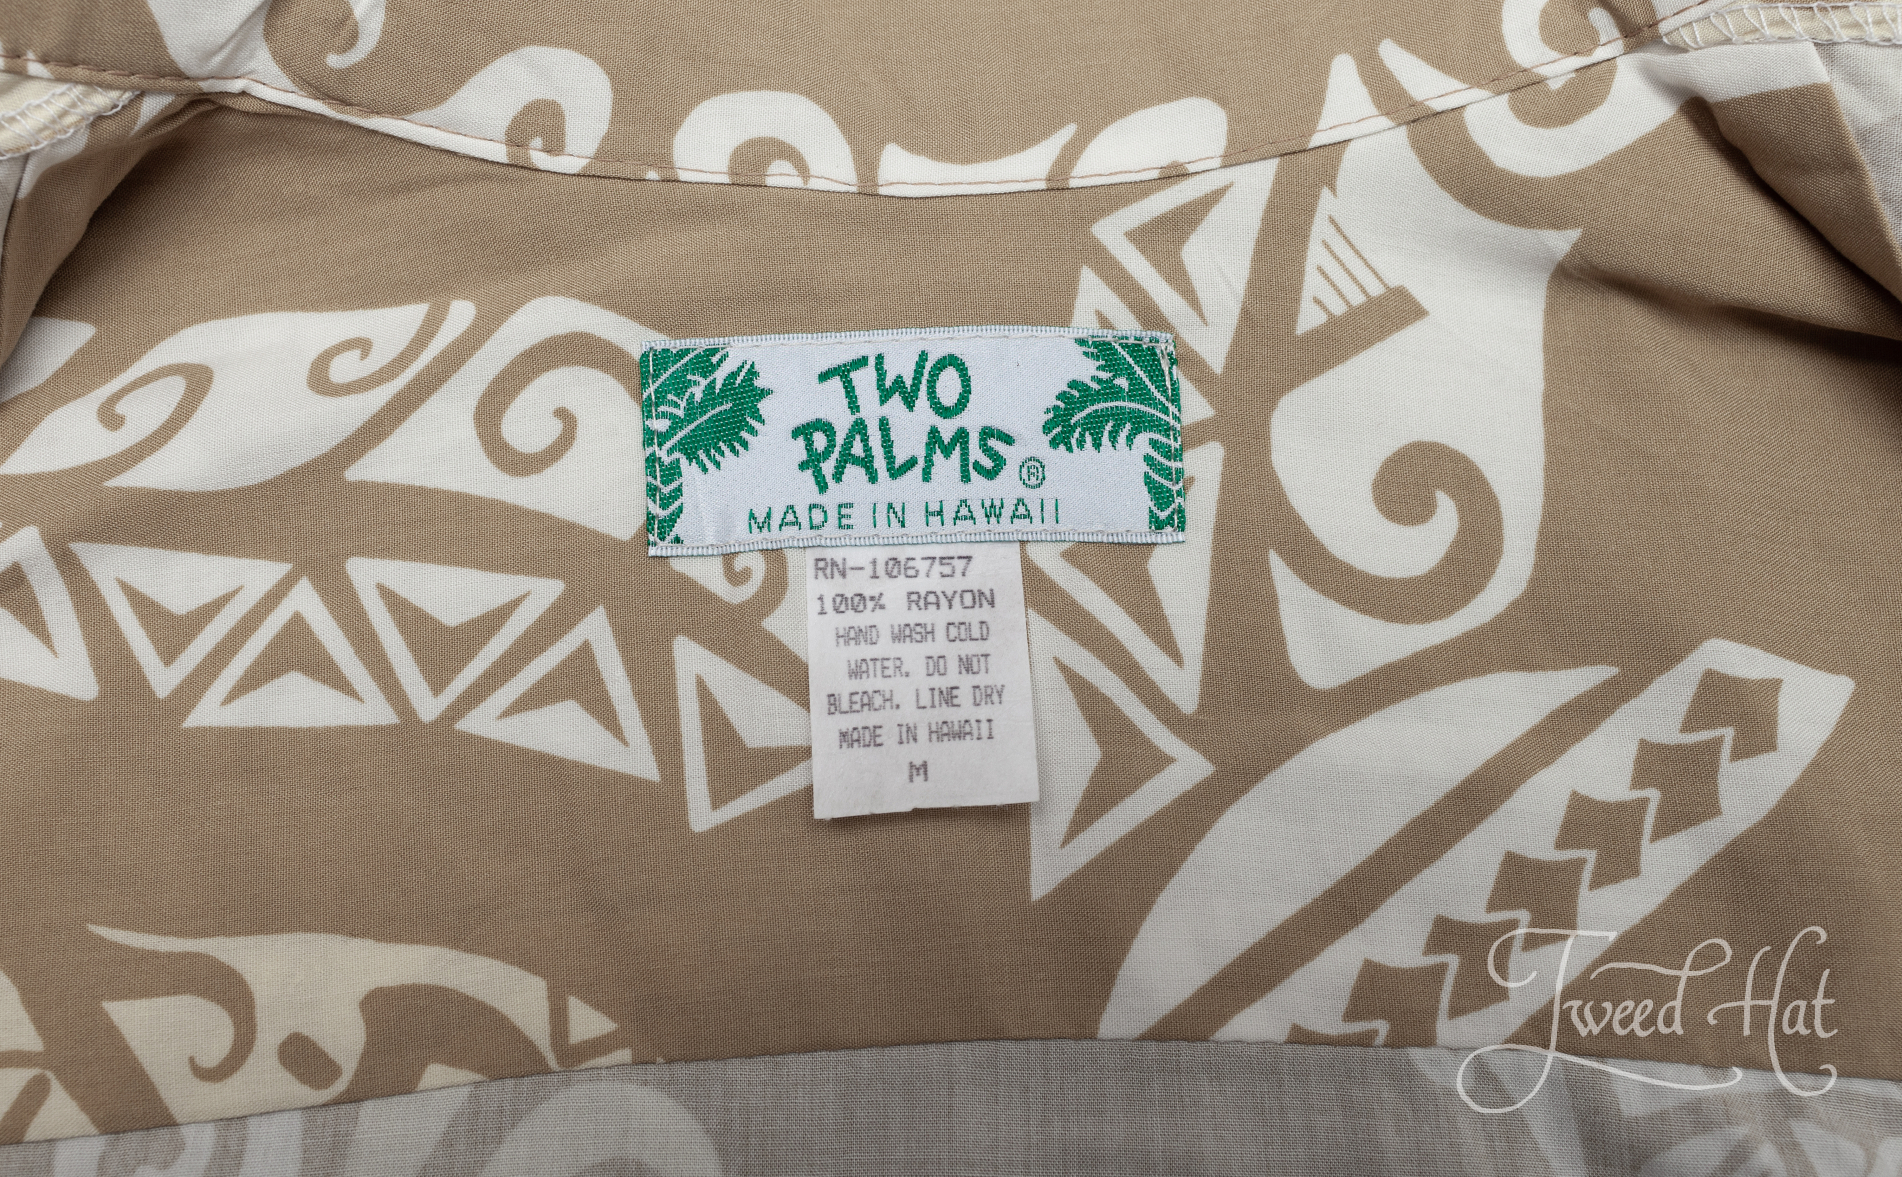 TWO
PALMS®
MADE IN HAWAII
RN-106757
100% RAYON
HAND WASH COLD
WATER. DO NOT
BLEACH. LINE DRY
MADE IN HAWAII
M
Tweed Hat